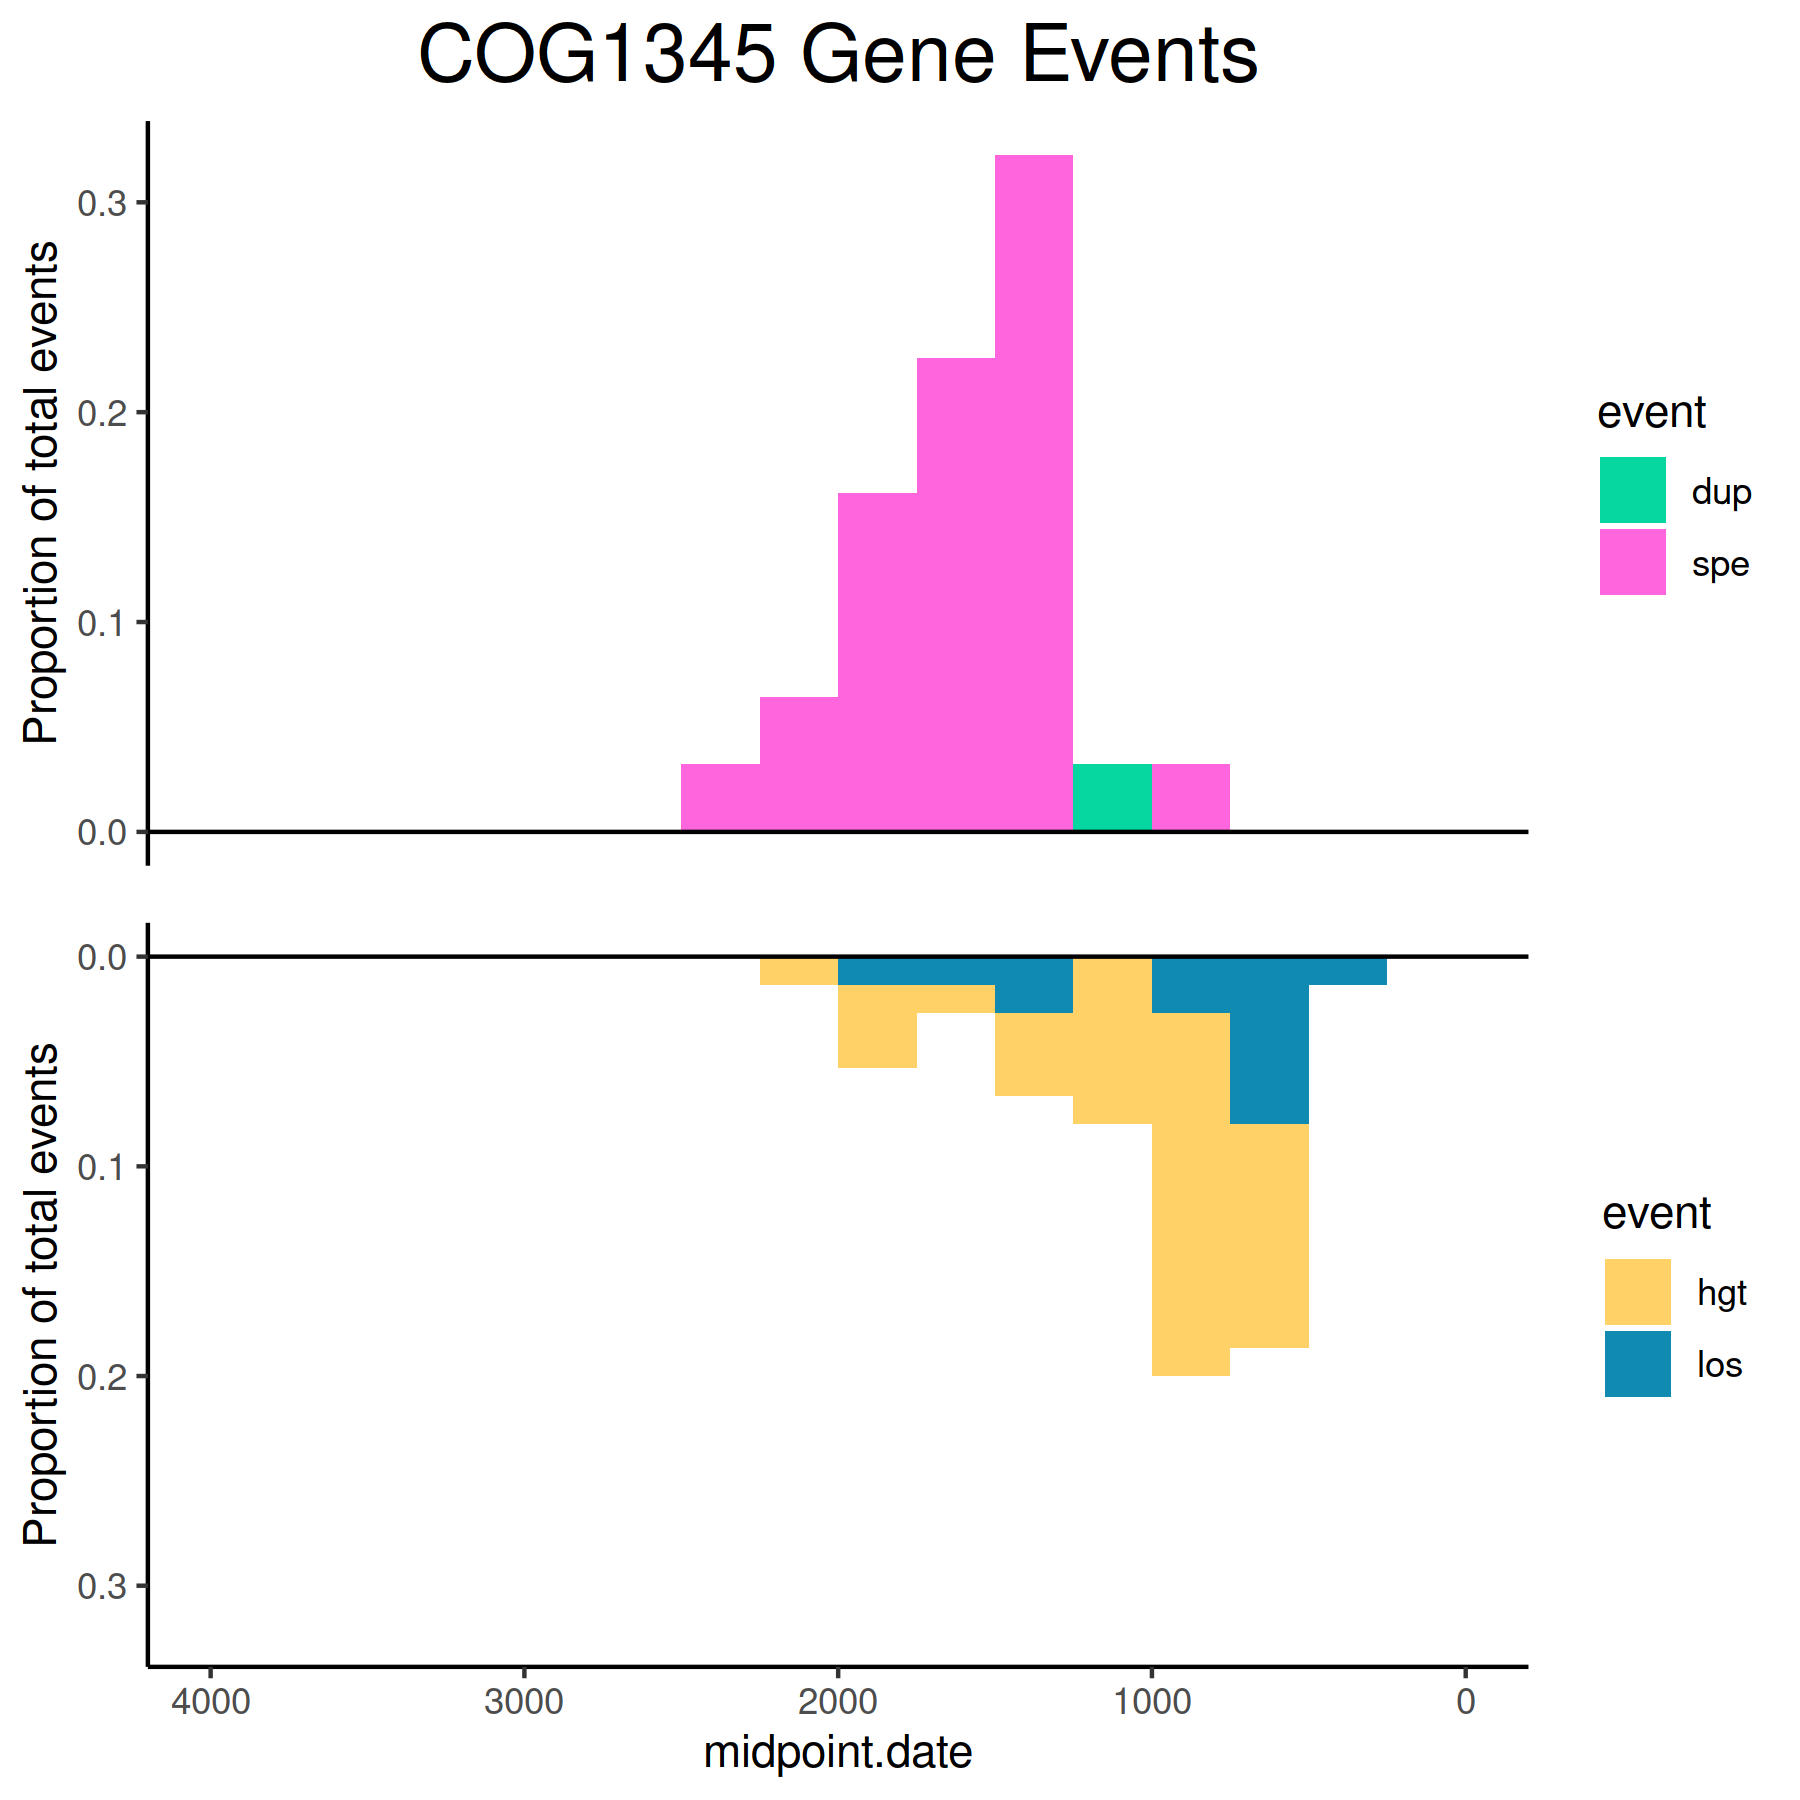 COG1345 Gene Events
Proportion of total events
0.3
0.2
0.1
0.0
event
dup
spe
Proportion of total events
0.0
0.1
0.2
0.3
event
hgt
los
4000 3000 2000 1000 0
midpoint.date